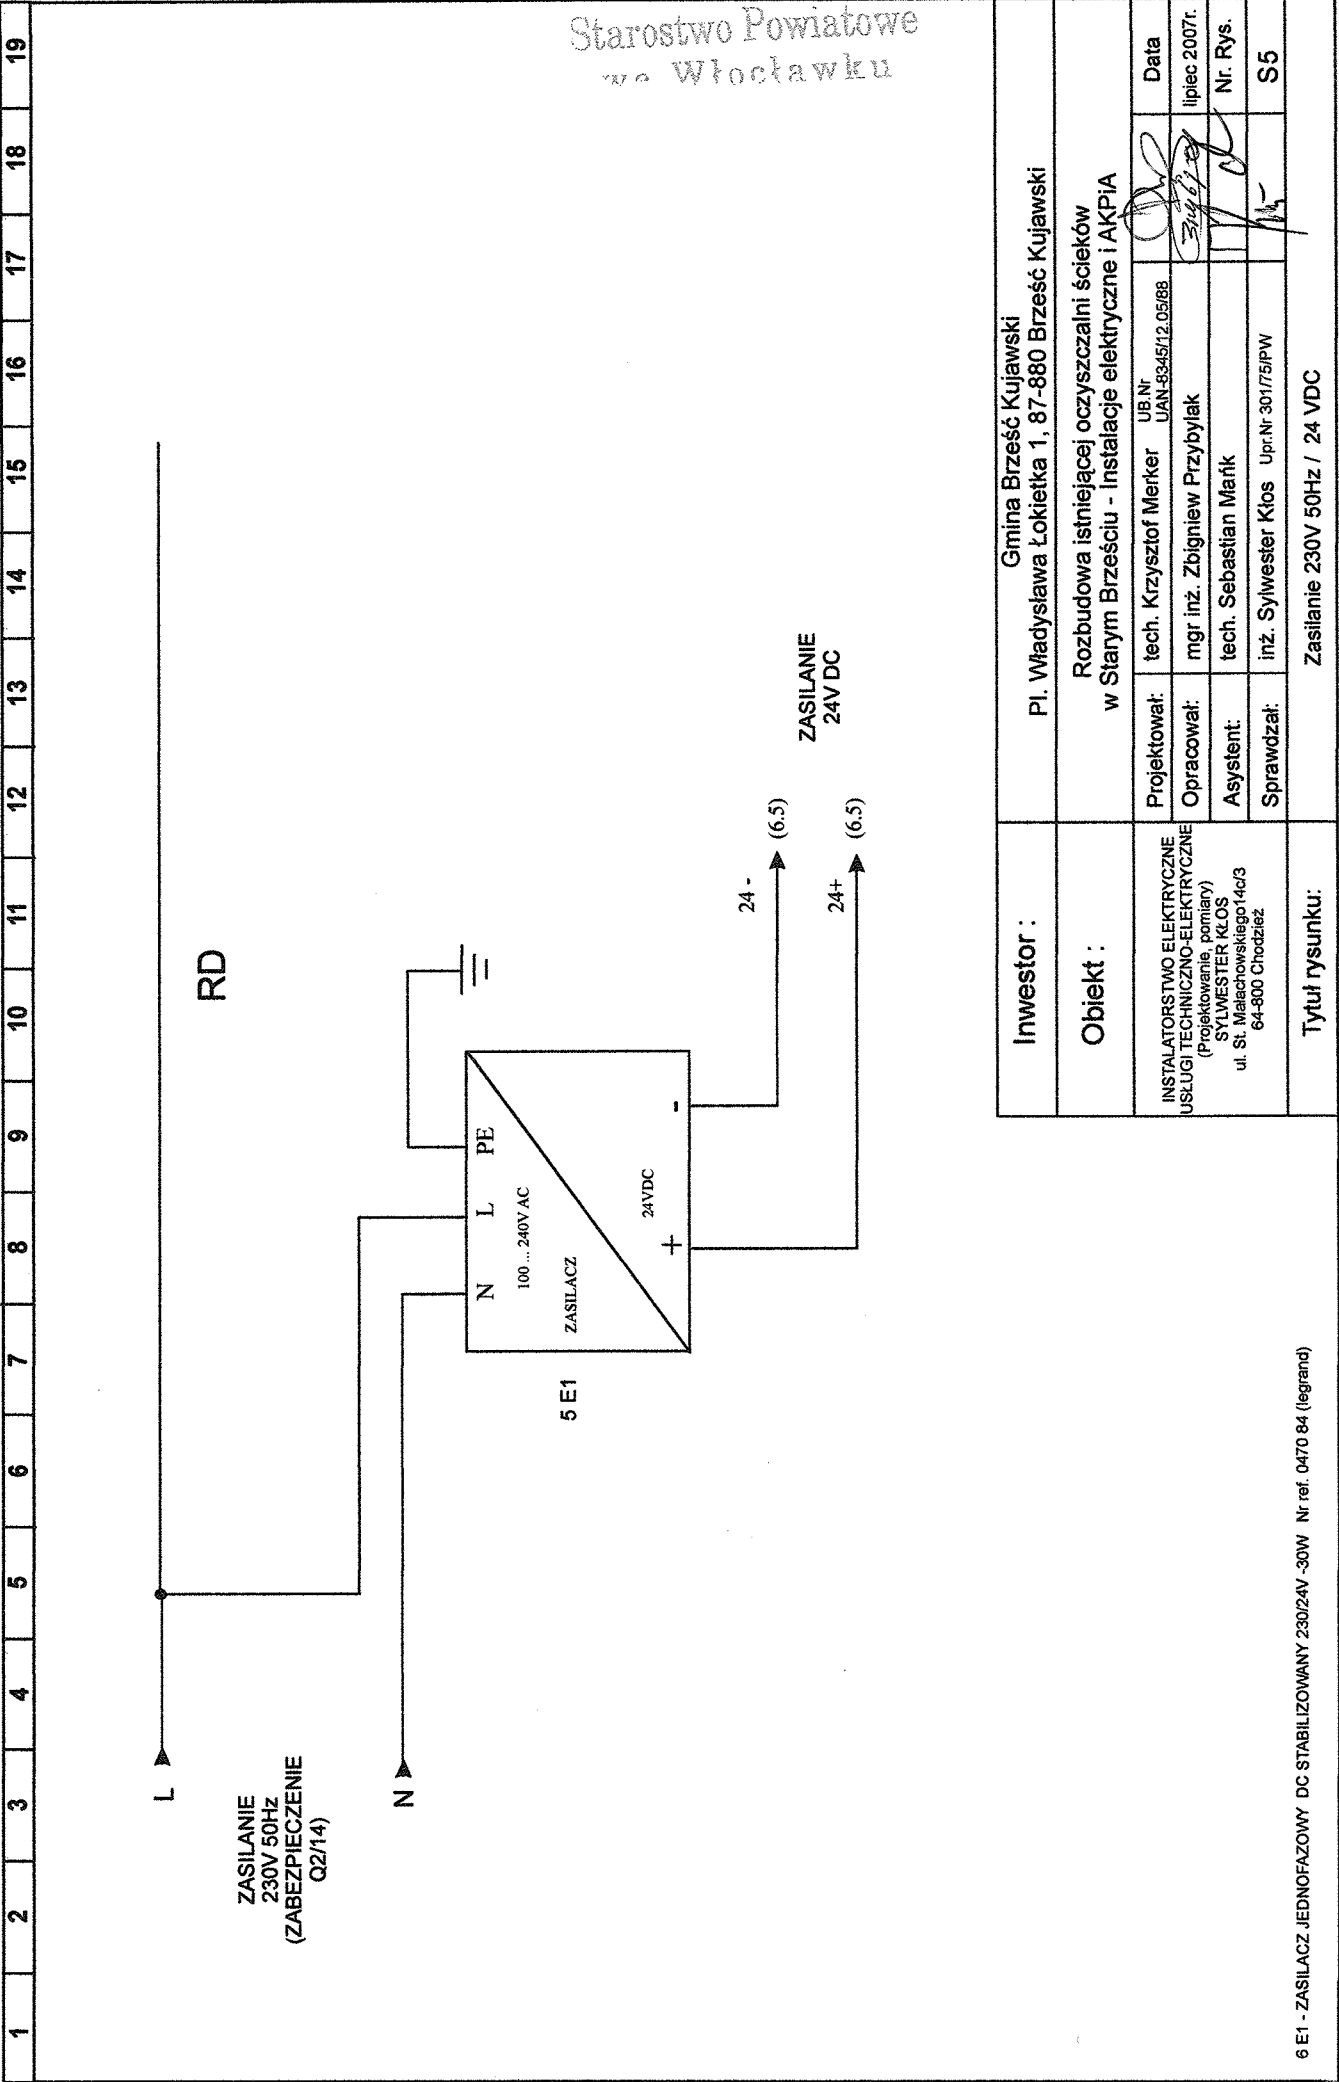 1 2 3 4 5 6 7 8 9 10 11 12 13 14 15 16 17 18 19
Starostwo Powiatowe
we Włocławku
L
RD
ZASILANIE
230V 50Hz
(ZABEZPIECZENIE
Q2/14)
N
N L PE
100 ... 240V AC
ZASILACZ
5 E1
24VDC
+ -
24 -
(6.5)
24+
(6.5)
ZASILANIE
24V DC
Inwestor :
Gmina Brześć Kujawski
Pl. Władysława Łokietka 1, 87-880 Brześć Kujawski
Obiekt :
Rozbudowa istniejącej oczyszczalni ścieków
w Starym Brześciu - Instalacje elektryczne i AKPiA
INSTALATORSTWO ELEKTRYCZNE
USŁUGI TECHNICZNO-ELEKTRYCZNE
(Projektowanie, pomiary)
SYLWESTER KŁOS
ul. St. Małachowskiego14c/3
64-800 Chodzież
Projektował: tech. Krzysztof Merker UB.Nr
UAN-8345/12.05/88
Data
Opracował: mgr inż. Zbigniew Przybylak lipiec 2007r.
Asystent: tech. Sebastian Mańk Nr. Rys.
Sprawdzał: inż. Sylwester Kłos Upr.Nr 301/75/PW S5
Tytuł rysunku: Zasilanie 230V 50Hz / 24 VDC
6 E1 - ZASILACZ JEDNOFAZOWY DC STABILIZOWANY 230/24V -30W Nr ref. 0470 84 (legrand)